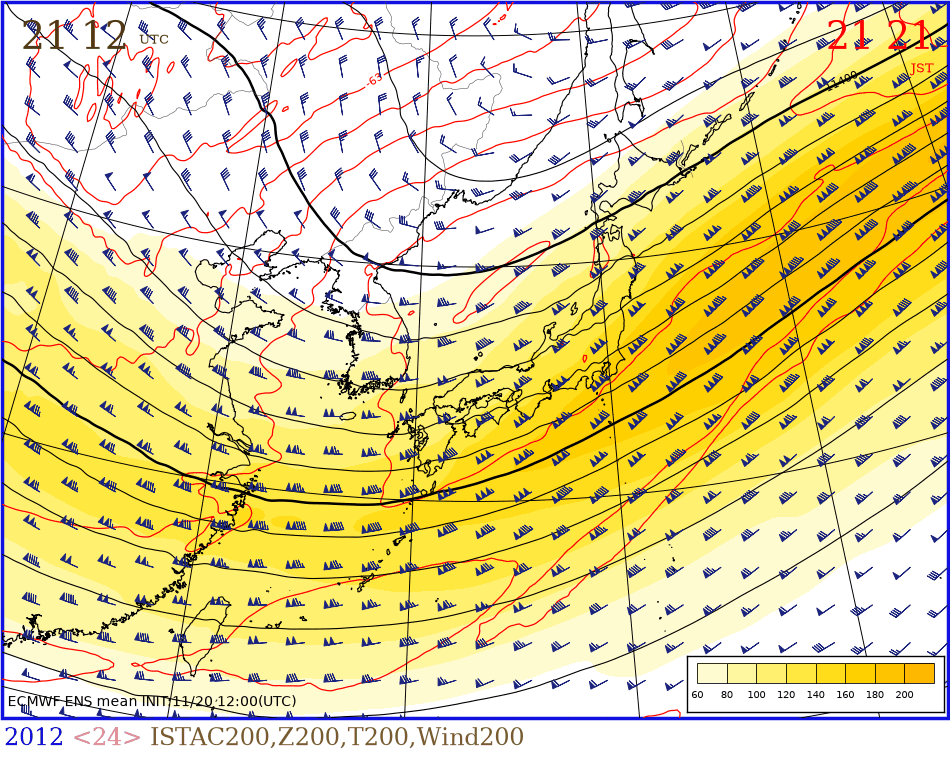 21 12 UTC
21 21
JST
-63
11400
ECMWF ENS mean INIT:11/20 12:00(UTC)
60 80 100 120 140 160 180 200
2012 <24> ISTAC200,Z200,T200,Wind200